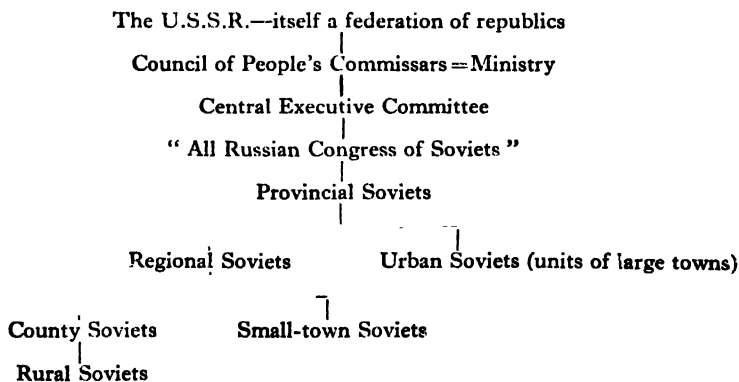 The U.S.S.R.—itself a federation of republics
Council of People's Commissars=Ministry
Central Executive Committee
“ All Russian Congress of Soviets ”
Provincial Soviets
Regional Soviets Urban Soviets (units of large towns)
County Soviets Small-town Soviets
Rural Soviets